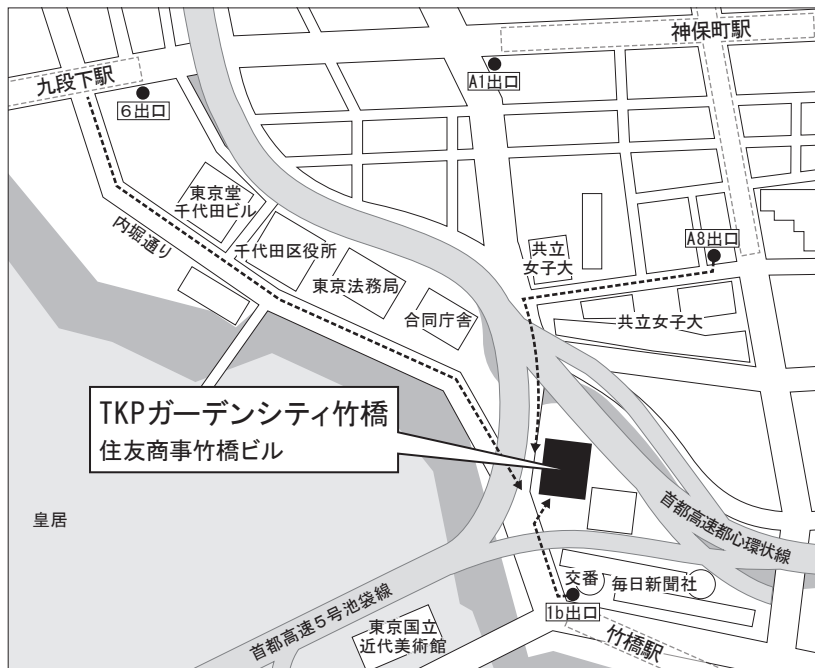 神保町駅
九段下駅
A1出口
6出口
東京堂
千代田ビル
内堀通り
千代田区役所
共立
女子大
A8出口
東京法務局
合同庁舎
共立女子大
TKPガーデンシティ竹橋
住友商事竹橋ビル
皇居
首都高速都心環状線
首都高速5号池袋線
交番
毎日新聞社
1b出口
東京国立
近代美術館
竹橋駅